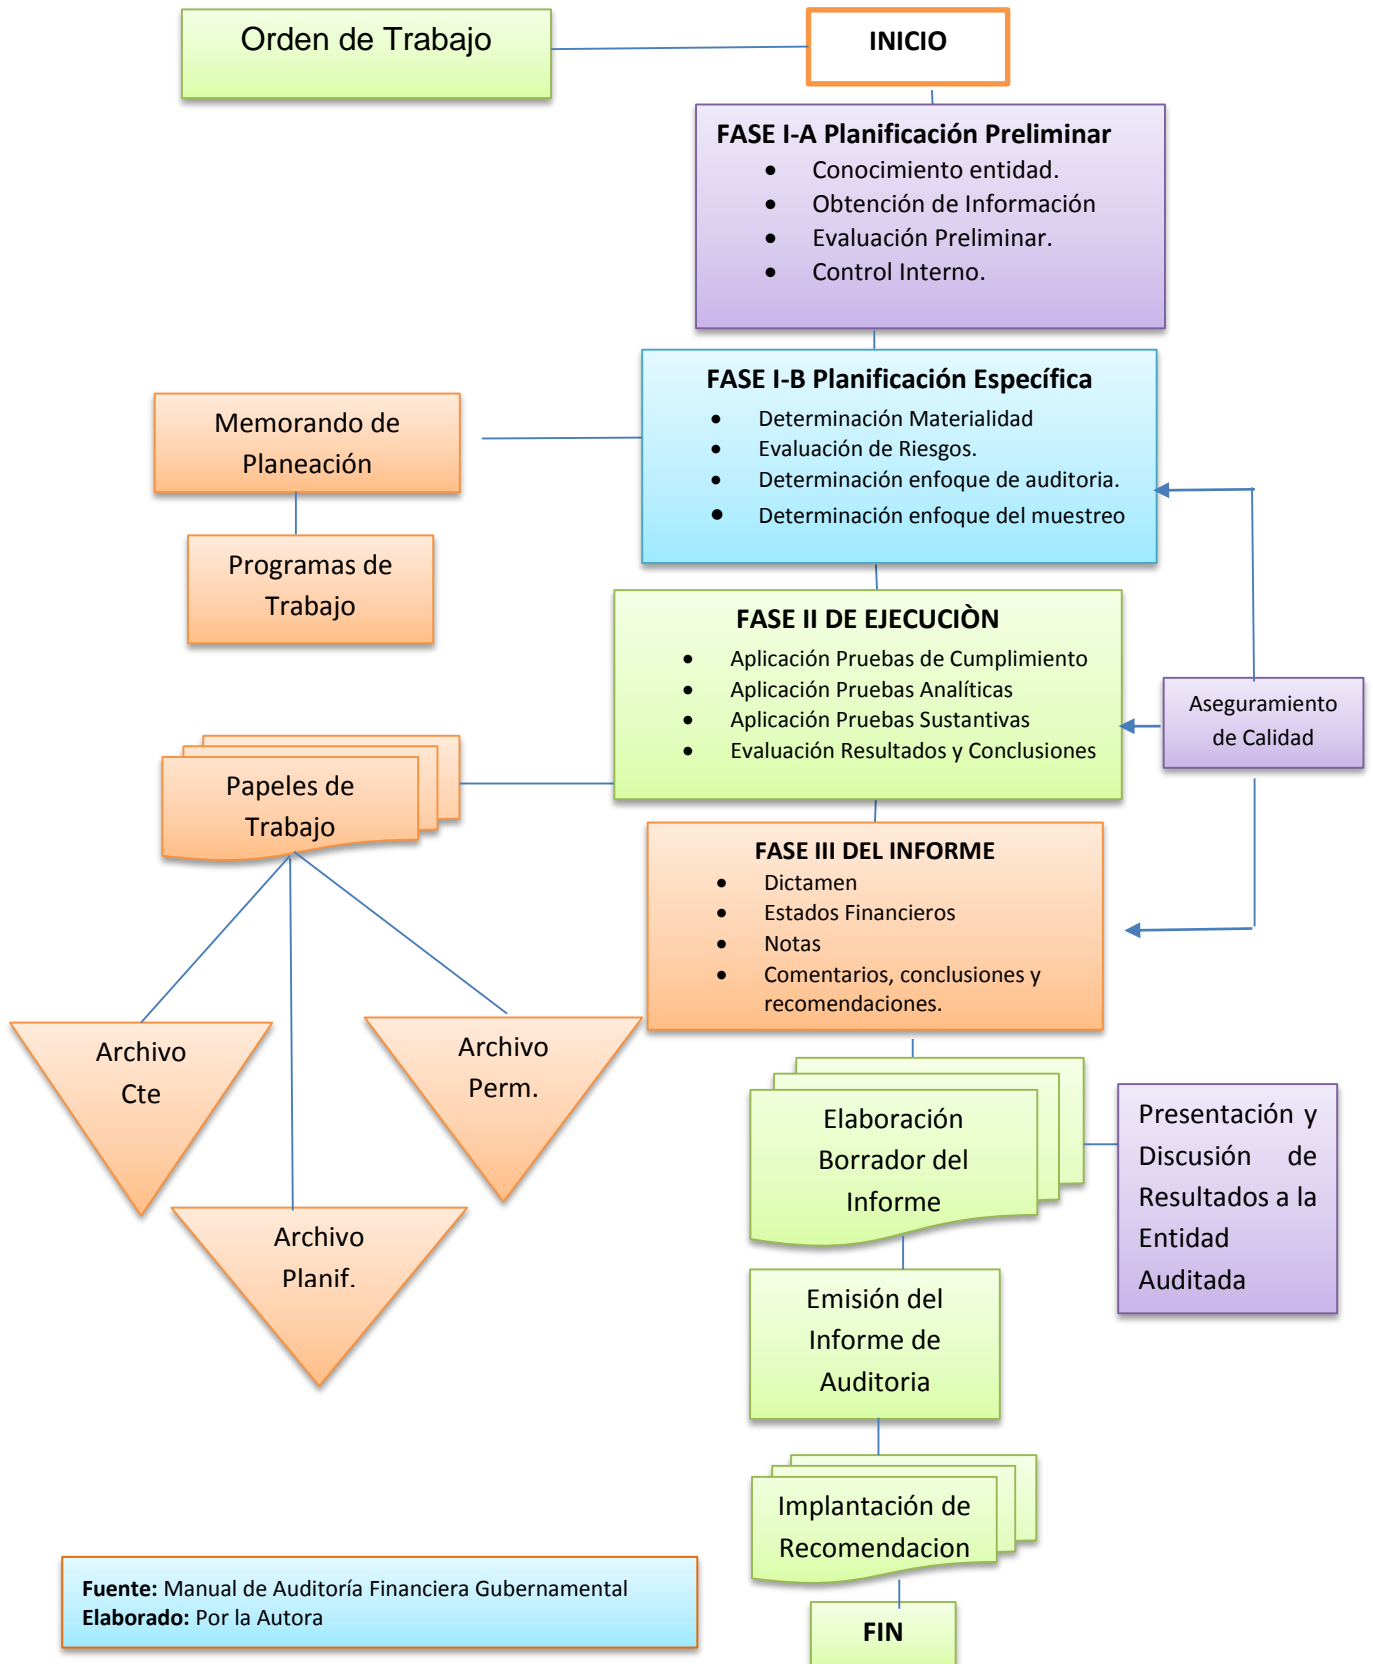 Orden de Trabajo
INICIO
FASE I-A Planificación Preliminar
• Conocimiento entidad.
• Obtención de Información
• Evaluación Preliminar.
• Control Interno.
FASE I-B Planificación Específica
• Determinación Materialidad
• Evaluación de Riesgos.
• Determinación enfoque de auditoria.
• Determinación enfoque del muestreo
Memorando de
Planeación
Programas de
Trabajo
FASE II DE EJECUCIÒN
• Aplicación Pruebas de Cumplimiento
• Aplicación Pruebas Analíticas
• Aplicación Pruebas Sustantivas
• Evaluación Resultados y Conclusiones
Aseguramiento
de Calidad
Papeles de
Trabajo
FASE III DEL INFORME
• Dictamen
• Estados Financieros
• Notas
• Comentarios, conclusiones y
recomendaciones.
Archivo
Cte
Archivo
Perm.
Archivo
Planif.
Elaboración
Borrador del
Informe
Presentación y
Discusión de
Resultados a la
Entidad
Auditada
Emisión del
Informe de
Auditoria
Implantación de
Recomendacion
Fuente: Manual de Auditoría Financiera Gubernamental
Elaborado: Por la Autora
FIN